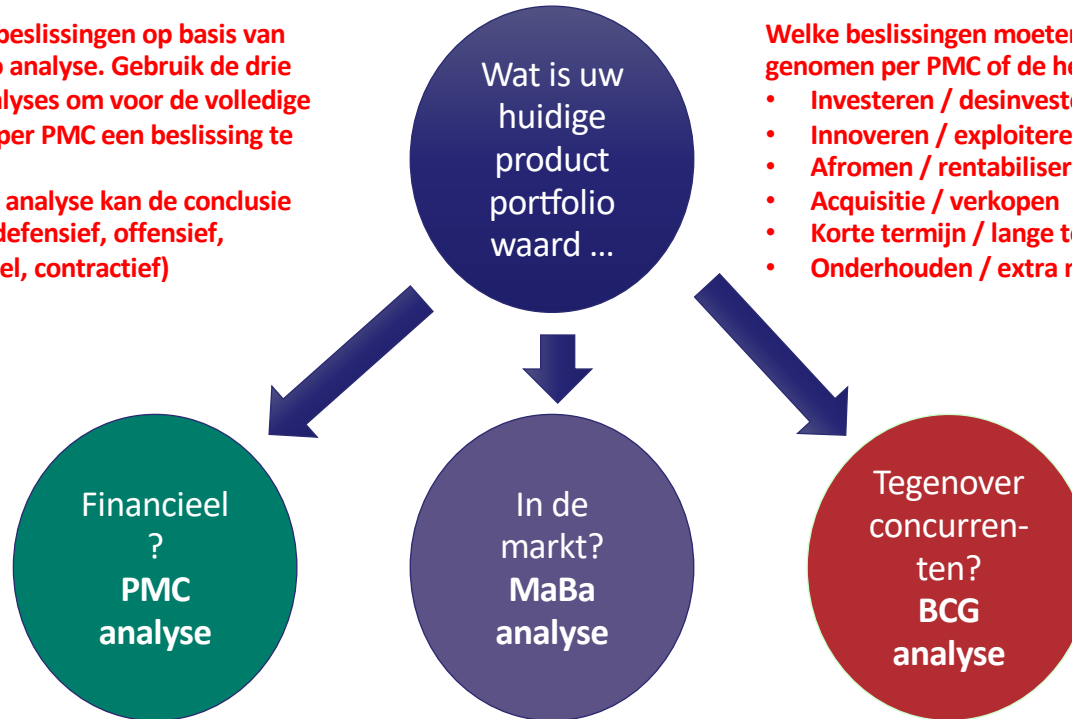 beslissingen op basis van
analyse. Gebruik de drie
lyses om voor de volledige
per PMC een beslissing te
analyse kan de conclusie
defensief, offensief,
el, contractief)
Wat is uw
huidige
product
portfolio
waard ...
Welke beslissingen moeten
genomen per PMC of de he
• Investeren / desinveste
• Innoveren / exploitere
• Afromen / rentabiliser
• Acquisitie / verkopen
• Korte termijn / lange te
• Onderhouden / extra
Financieel
?
PMC
analyse
In de
markt?
MaBa
analyse
Tegenover
concurren-
ten?
BCG
analyse